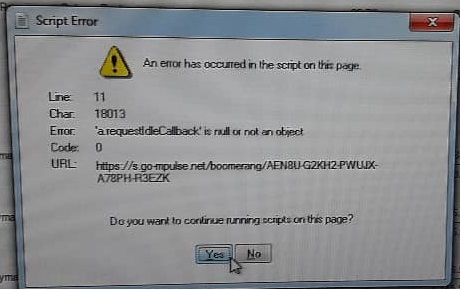 Script Error
An error has occurred in the script on this page.
Line: 11
Char: 18013
Error: 'a.requestIdleCallback' is null or not an object
Code: 0
URL: https://s.go-mpulse.net/boomerang/AEN8U-G2KH2-PWUJX-
A78PH-R3EZK
Do you want to continue running scripts on this page?
Yes No